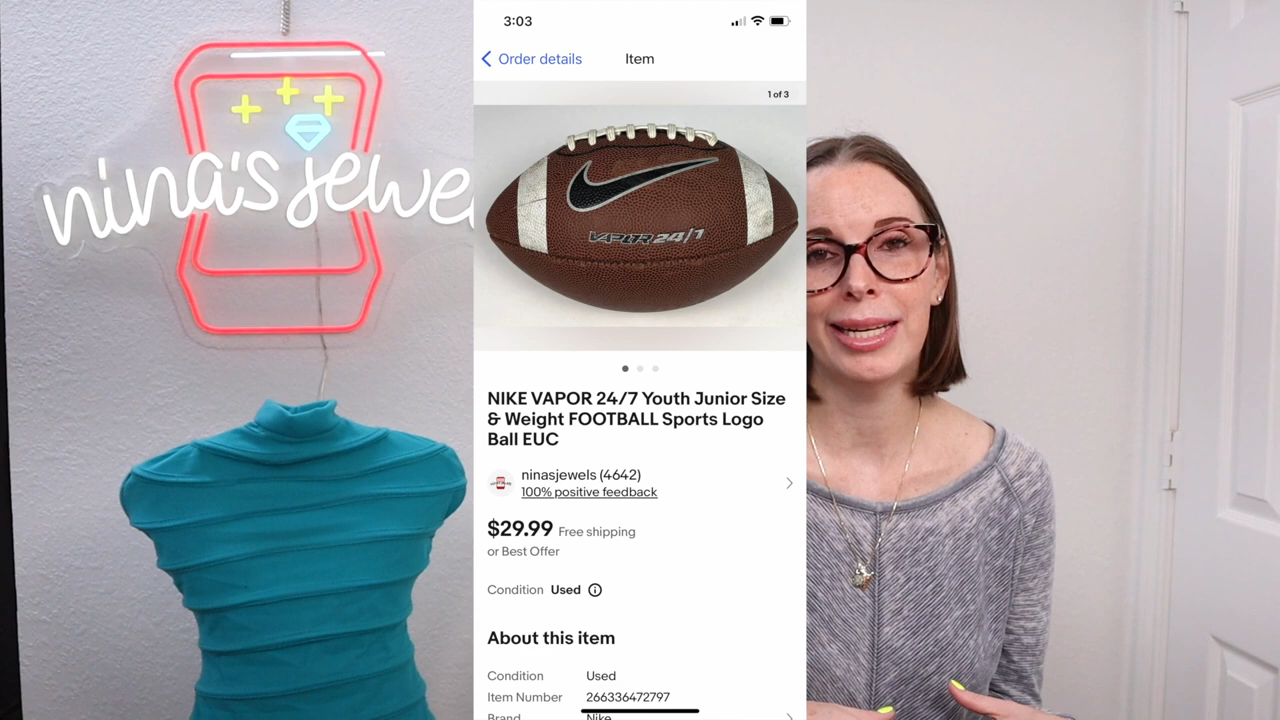 nina's jewe
3:03
Order details
Item
1 of 3
VAPOR 24/7
NIKE VAPOR 24/7 Youth Junior Size
& Weight FOOTBALL Sports Logo
Ball EUC
ninasjewels (4642)
100% positive feedback
$29.99 Free shipping
or Best Offer
Condition Used
About this item
Condition Used
Item Number 266336472797
Brand Nike